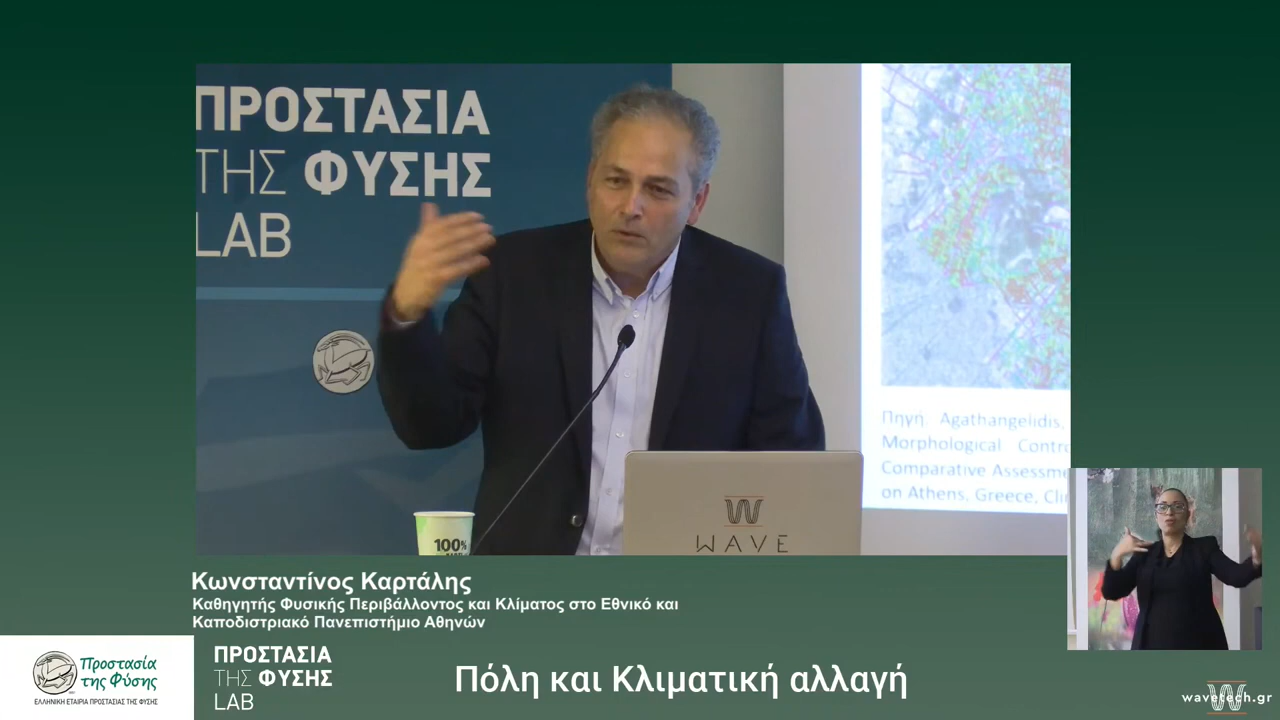 ΠΡΟΣΤΑΣΙΑ
ΤΗΣ ΦΥΣΗΣ
LAB
Πηγή: Agathangelidis,
Morphological Contro
Comparative Assessme
on Athens, Greece, Cli
100%
W
WAVE
Κωνσταντίνος Καρτάλης
Καθηγητής Φυσικής Περιβάλλοντος και Κλίματος στο Εθνικό και
Καποδιστριακό Πανεπιστήμιο Αθηνών
Προστασία
της Φύσης
ΕΛΛΗΝΙΚΗ ΕΤΑΙΡΙΑ ΠΡΟΣΤΑΣΙΑΣ ΤΗΣ ΦΥΣΗΣ
ΠΡΟΣΤΑΣΙΑ
ΤΗΣ ΦΥΣΗΣ
LAB
Πόλη και Κλιματική αλλαγή
wavetech.gr